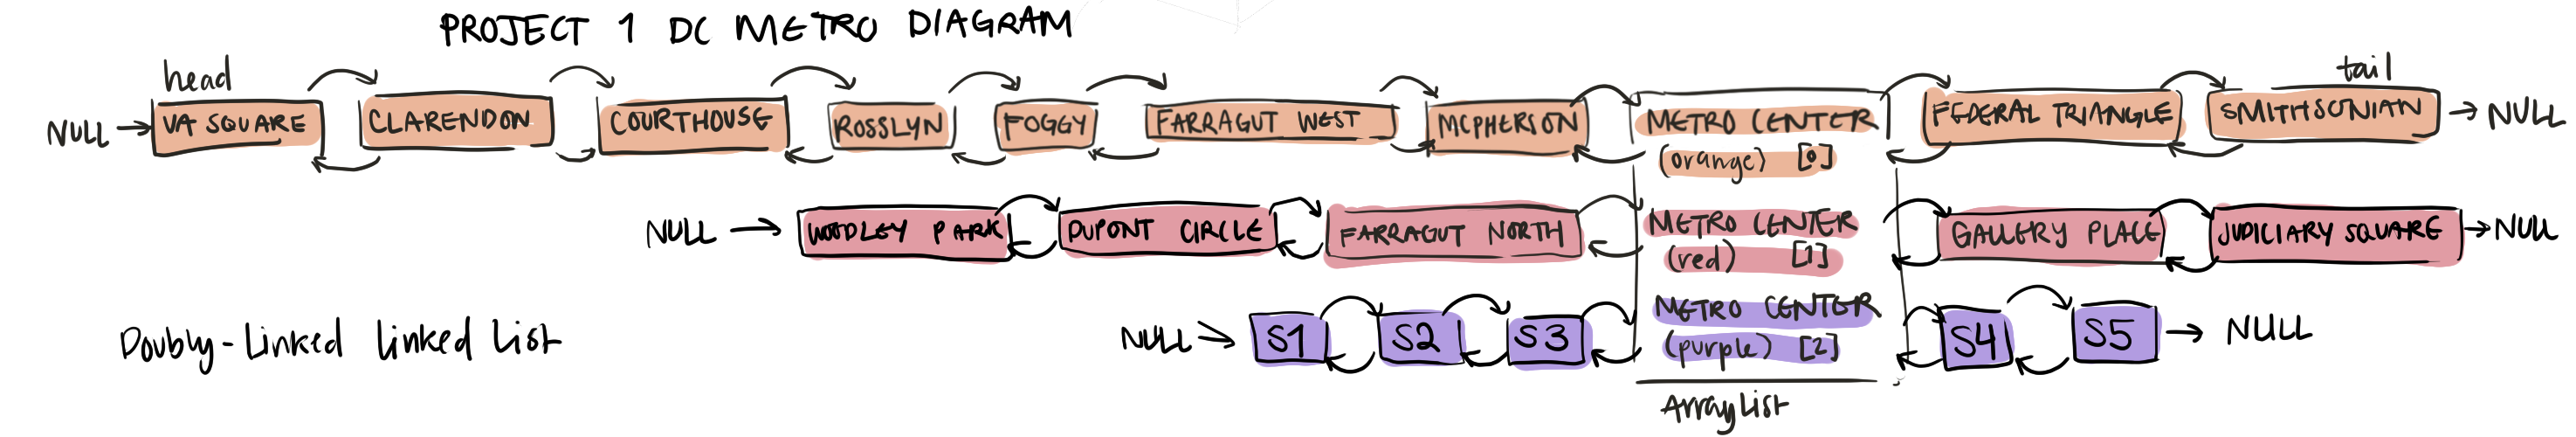 PROJECT 1 DC METRO DIAGRAM
head
tail
NULL VA SQUARE CLARENDON COURTHOUSE ROSSLYN FOGGY FARRAGUT WEST MCPHERSON METRO CENTER FEDERAL TRIANGLE SMITHSONIAN NULL
(orange) [0]
NULL WOODLEY PARK DUPONT CIRCLE FARRAGUT NORTH METRO CENTER GALLERY PLACE JUDICIARY SQUARE NULL
(red) [1]
METRO CENTER
Doubly-Linked Linked List NULL S1 S2 S3 (purple) [2] S4 S5 NULL
ArrayList